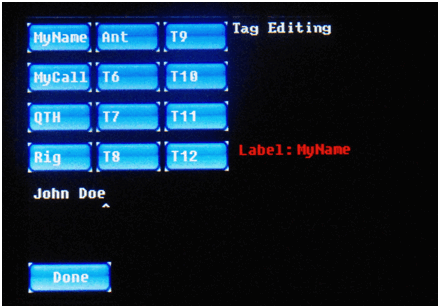 MyName Ant T9 Tag Editing
MyCall T6 T10
QTH T7 T11
Rig T8 T12 Label: MyName
John Doe
^
Done